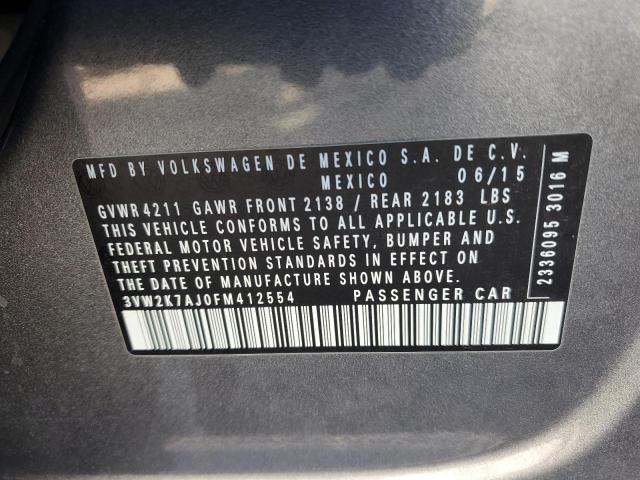 MFD BY VOLKSWAGEN DE MEXICO S.A. DE C.V.
MEXICO 06/15
GVWR 4211 GAWR FRONT 2138 / REAR 2183 LBS
THIS VEHICLE CONFORMS TO ALL APPLICABLE U.S.
FEDERAL MOTOR VEHICLE SAFETY, BUMPER AND
THEFT PREVENTION STANDARDS IN EFFECT ON
THE DATE OF MANUFACTURE SHOWN ABOVE.
3VW2K7AJ0FM412554 PASSENGER CAR
2336095 3016 M